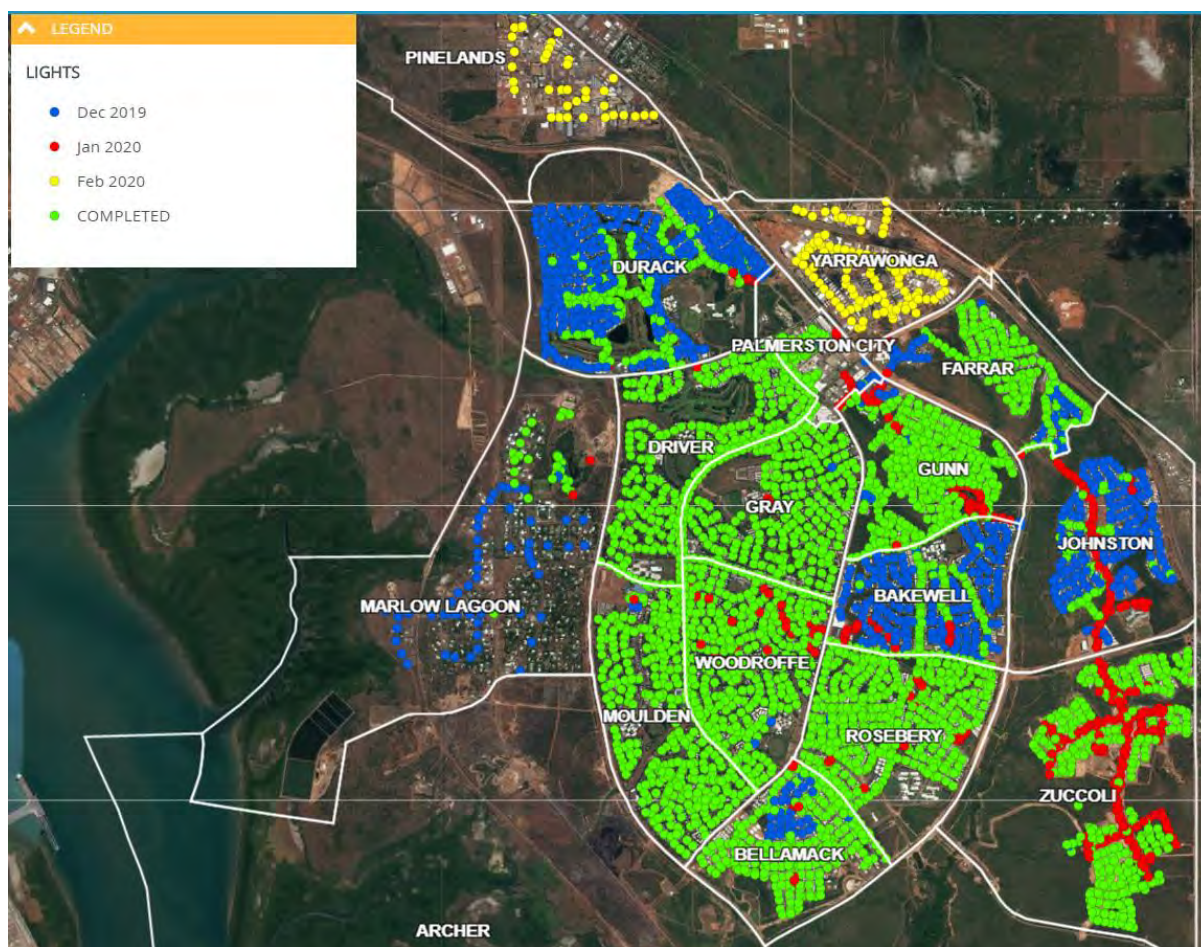 LEGEND
LIGHTS
Dec 2019
Jan 2020
Feb 2020
COMPLETED
PINELANDS
DURACK
YARRAWONGA
PALMERSTON CITY
FARRAR
DRIVER
GUNN
GRAY
JOHNSTON
BAKEWELL
MARLOW LAGOON
WOODROFFE
MOULDEN
ROSEBERY
ZUCCOLI
BELLAMACK
ARCHER